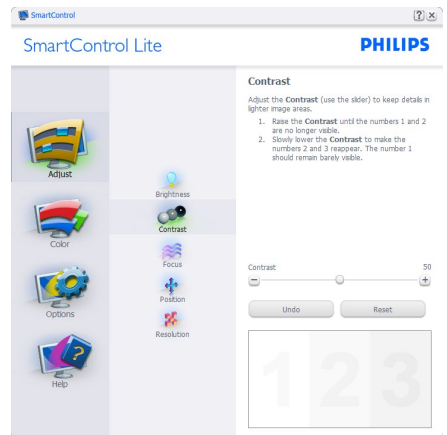 SmartControl
SmartControl Lite
PHILIPS
Adjust
Color
Options
Help
Brightness
Contrast
Focus
Position
Resolution
Contrast
Adjust the Contrast (use the slider) to keep details in
lighter image areas.
1. Raise the Contrast until the numbers 1 and 2
are no longer visible.
2. Slowly lower the Contrast to make the
numbers 2 and 3 reappear. The number 1
should remain barely visible.
Contrast 50
Undo Reset
1 2 3